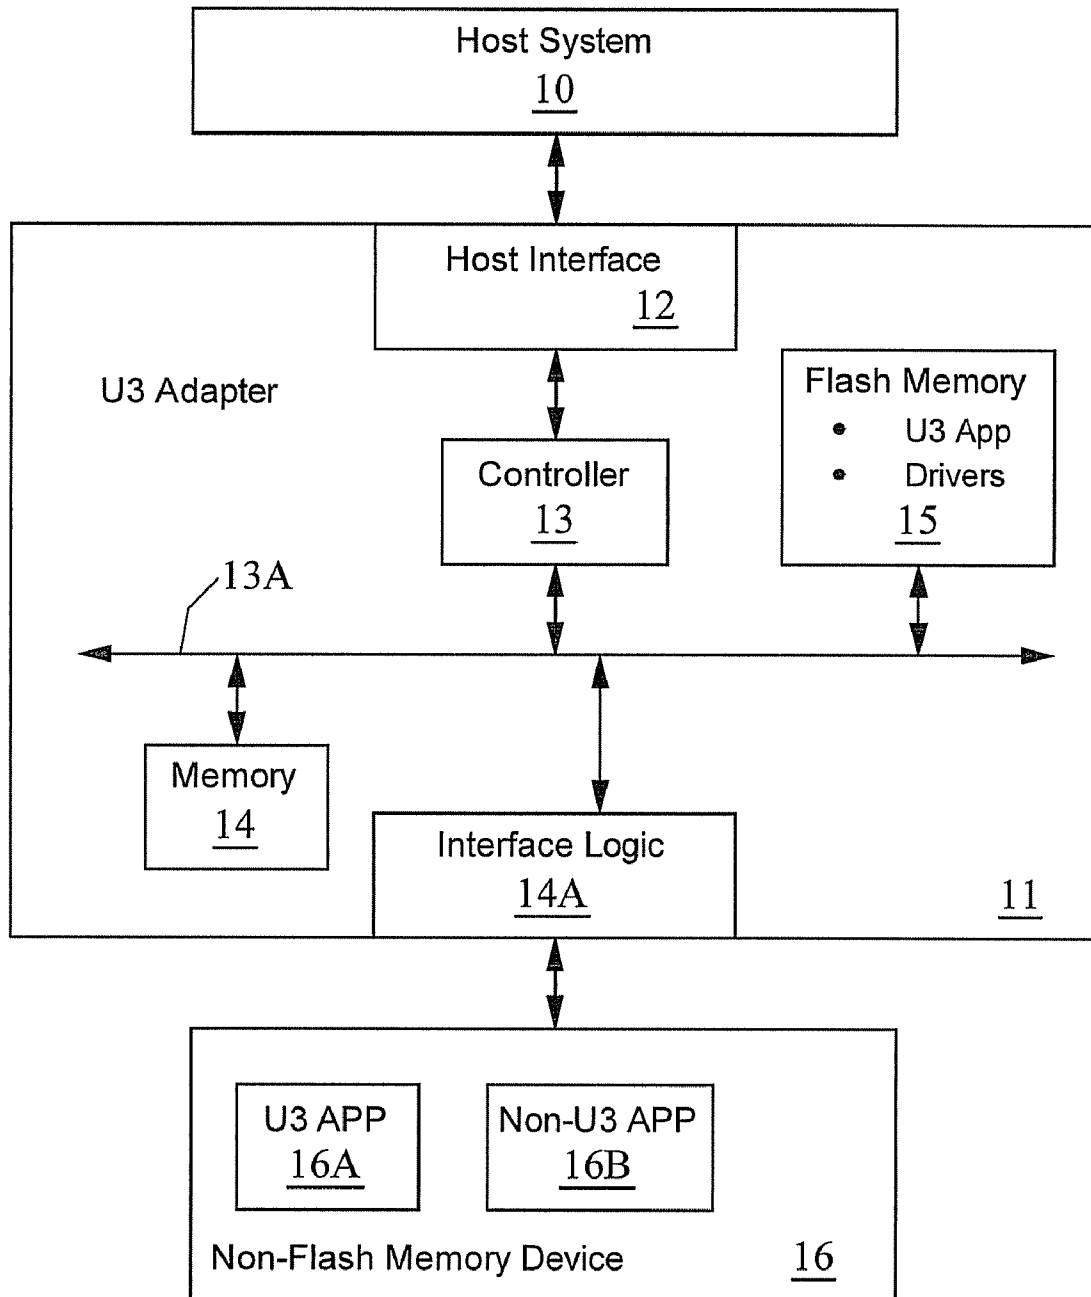 Host System
10
Host Interface
12
U3 Adapter
Flash Memory
• U3 App
• Drivers
15
Controller
13
13A
Memory
14
Interface Logic
14A
11
U3 APP
16A
Non-U3 APP
16B
Non-Flash Memory Device
16